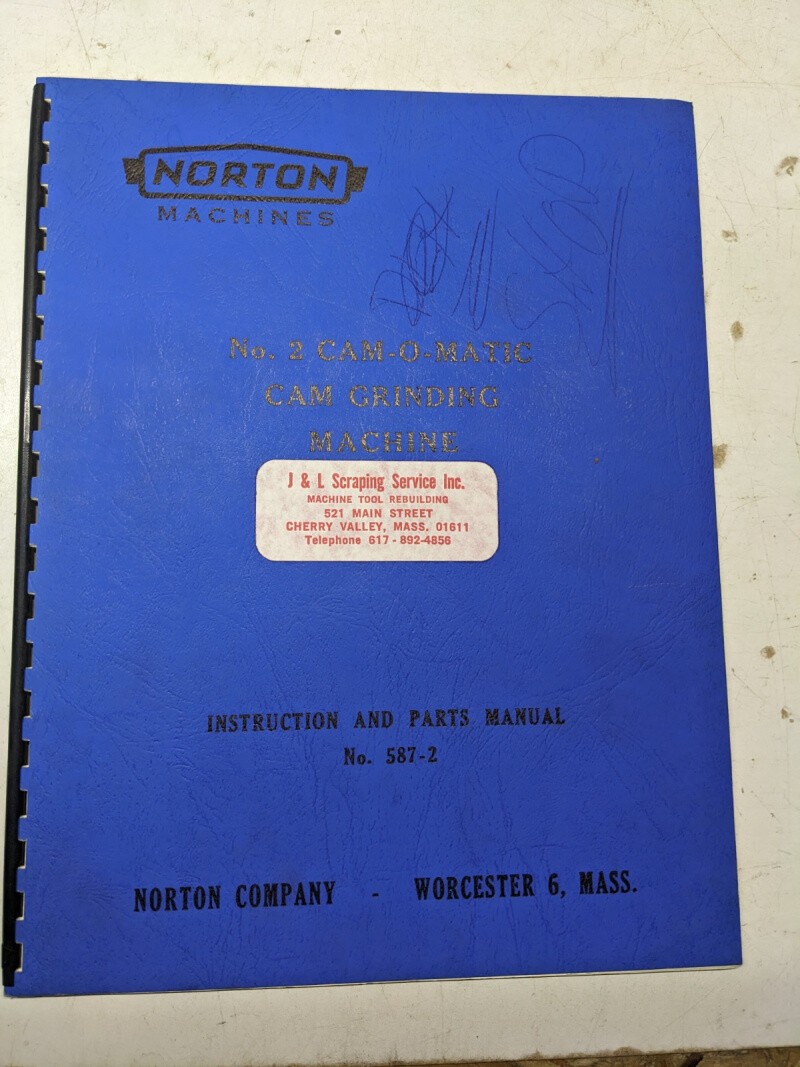 NORTON
MACHINES
No. 2 CAM-O-MATIC
CAM GRINDING
MACHINE
J & L Scraping Service Inc.
MACHINE TOOL REBUILDING
521 MAIN STREET
CHERRY VALLEY, MASS. 01611
Telephone 617 - 892-4856
INSTRUCTION AND PARTS MANUAL
No. 587-2
NORTON COMPANY - WORCESTER 6, MASS.